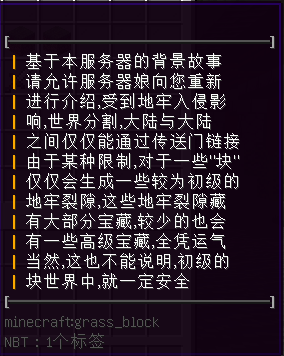 基于本服务器的背景故事
请允许服务器娘向您重新
进行介绍,受到地牢入侵影
响,世界分割,大陆与大陆
之间仅仅能通过传送门链接
由于某种限制,对于一些"块"
仅仅会生成一些较为初级的
地牢裂隙,这些地牢裂隙藏
有大部分宝藏,较少的也会
有一些高级宝藏,全凭运气
当然,这也不能说明,初级的
块世界中,就一定安全
minecraft:grass_block
NBT：1个标签